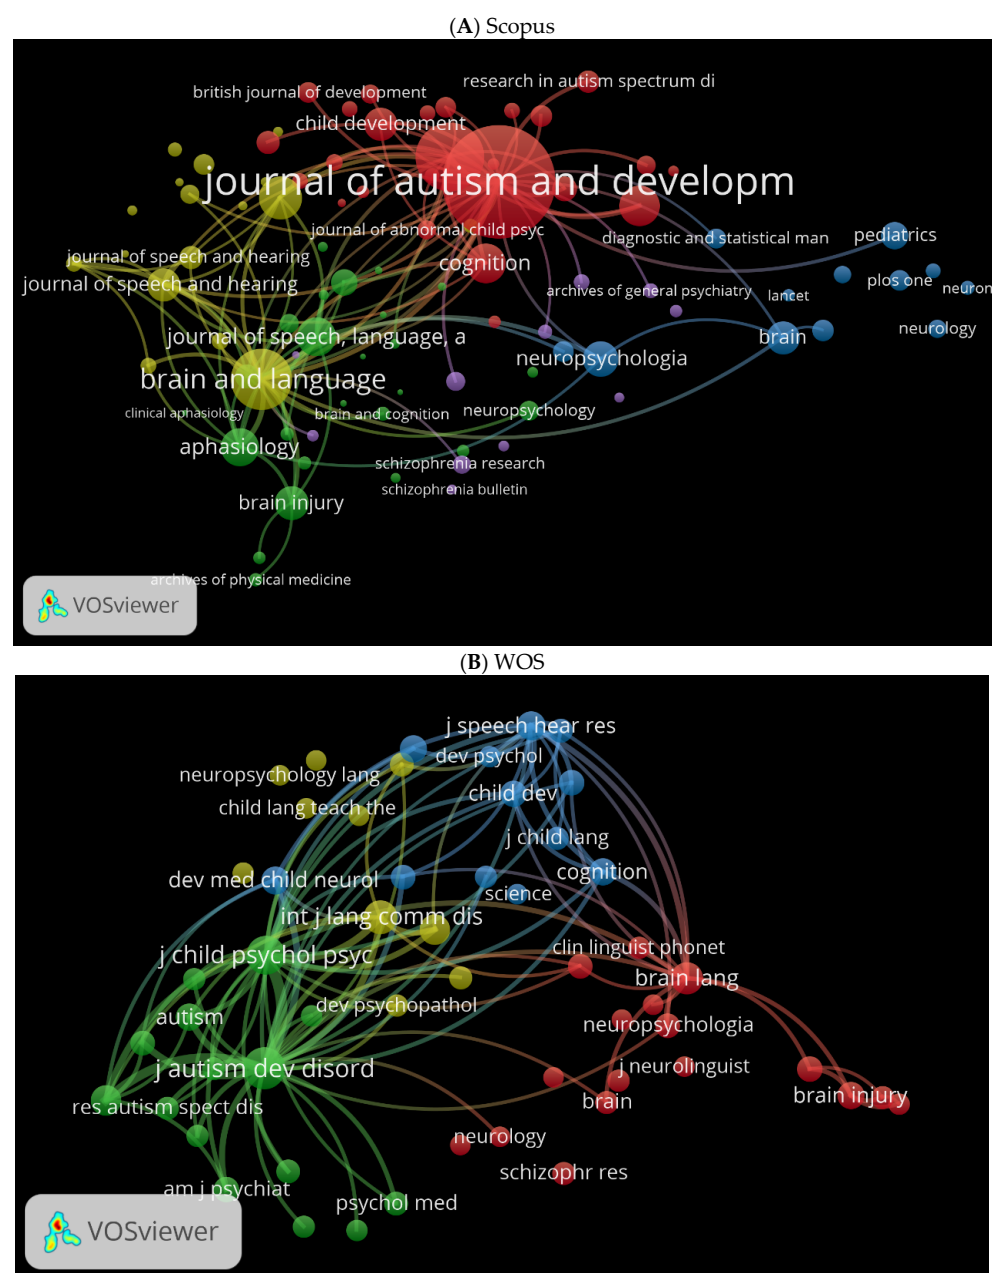 (A) Scopus
british journal of development
research in autism spectrum di
child development
journal of autism and developm
journal of abnormal child psyc
diagnostic and statistical man
pediatrics
journal of speech and hearing
cognition
journal of speech and hearing
archives of general psychiatry
lancet
plos one
neuron
journal of speech, language, a
brain
neurology
neuropsychologia
brain and language
clinical aphasiology
brain and cognition
neuropsychology
aphasiology
schizophrenia research
schizophrenia bulletin
brain injury
archives of physical medicine
VOSviewer
(B) WOS
j speech hear res
dev psychol
neuropsychology lang
child dev
child lang teach the
j child lang
dev med child neurol
cognition
science
int j lang comm dis
j child psychol psyc
clin linguist phonet
brain lang
dev psychopathol
autism
neuropsychologia
j autism dev disord
j neurolinguist
res autism spect dis
brain
brain injury
neurology
schizophr res
am j psychiat
psychol med
VOSviewer